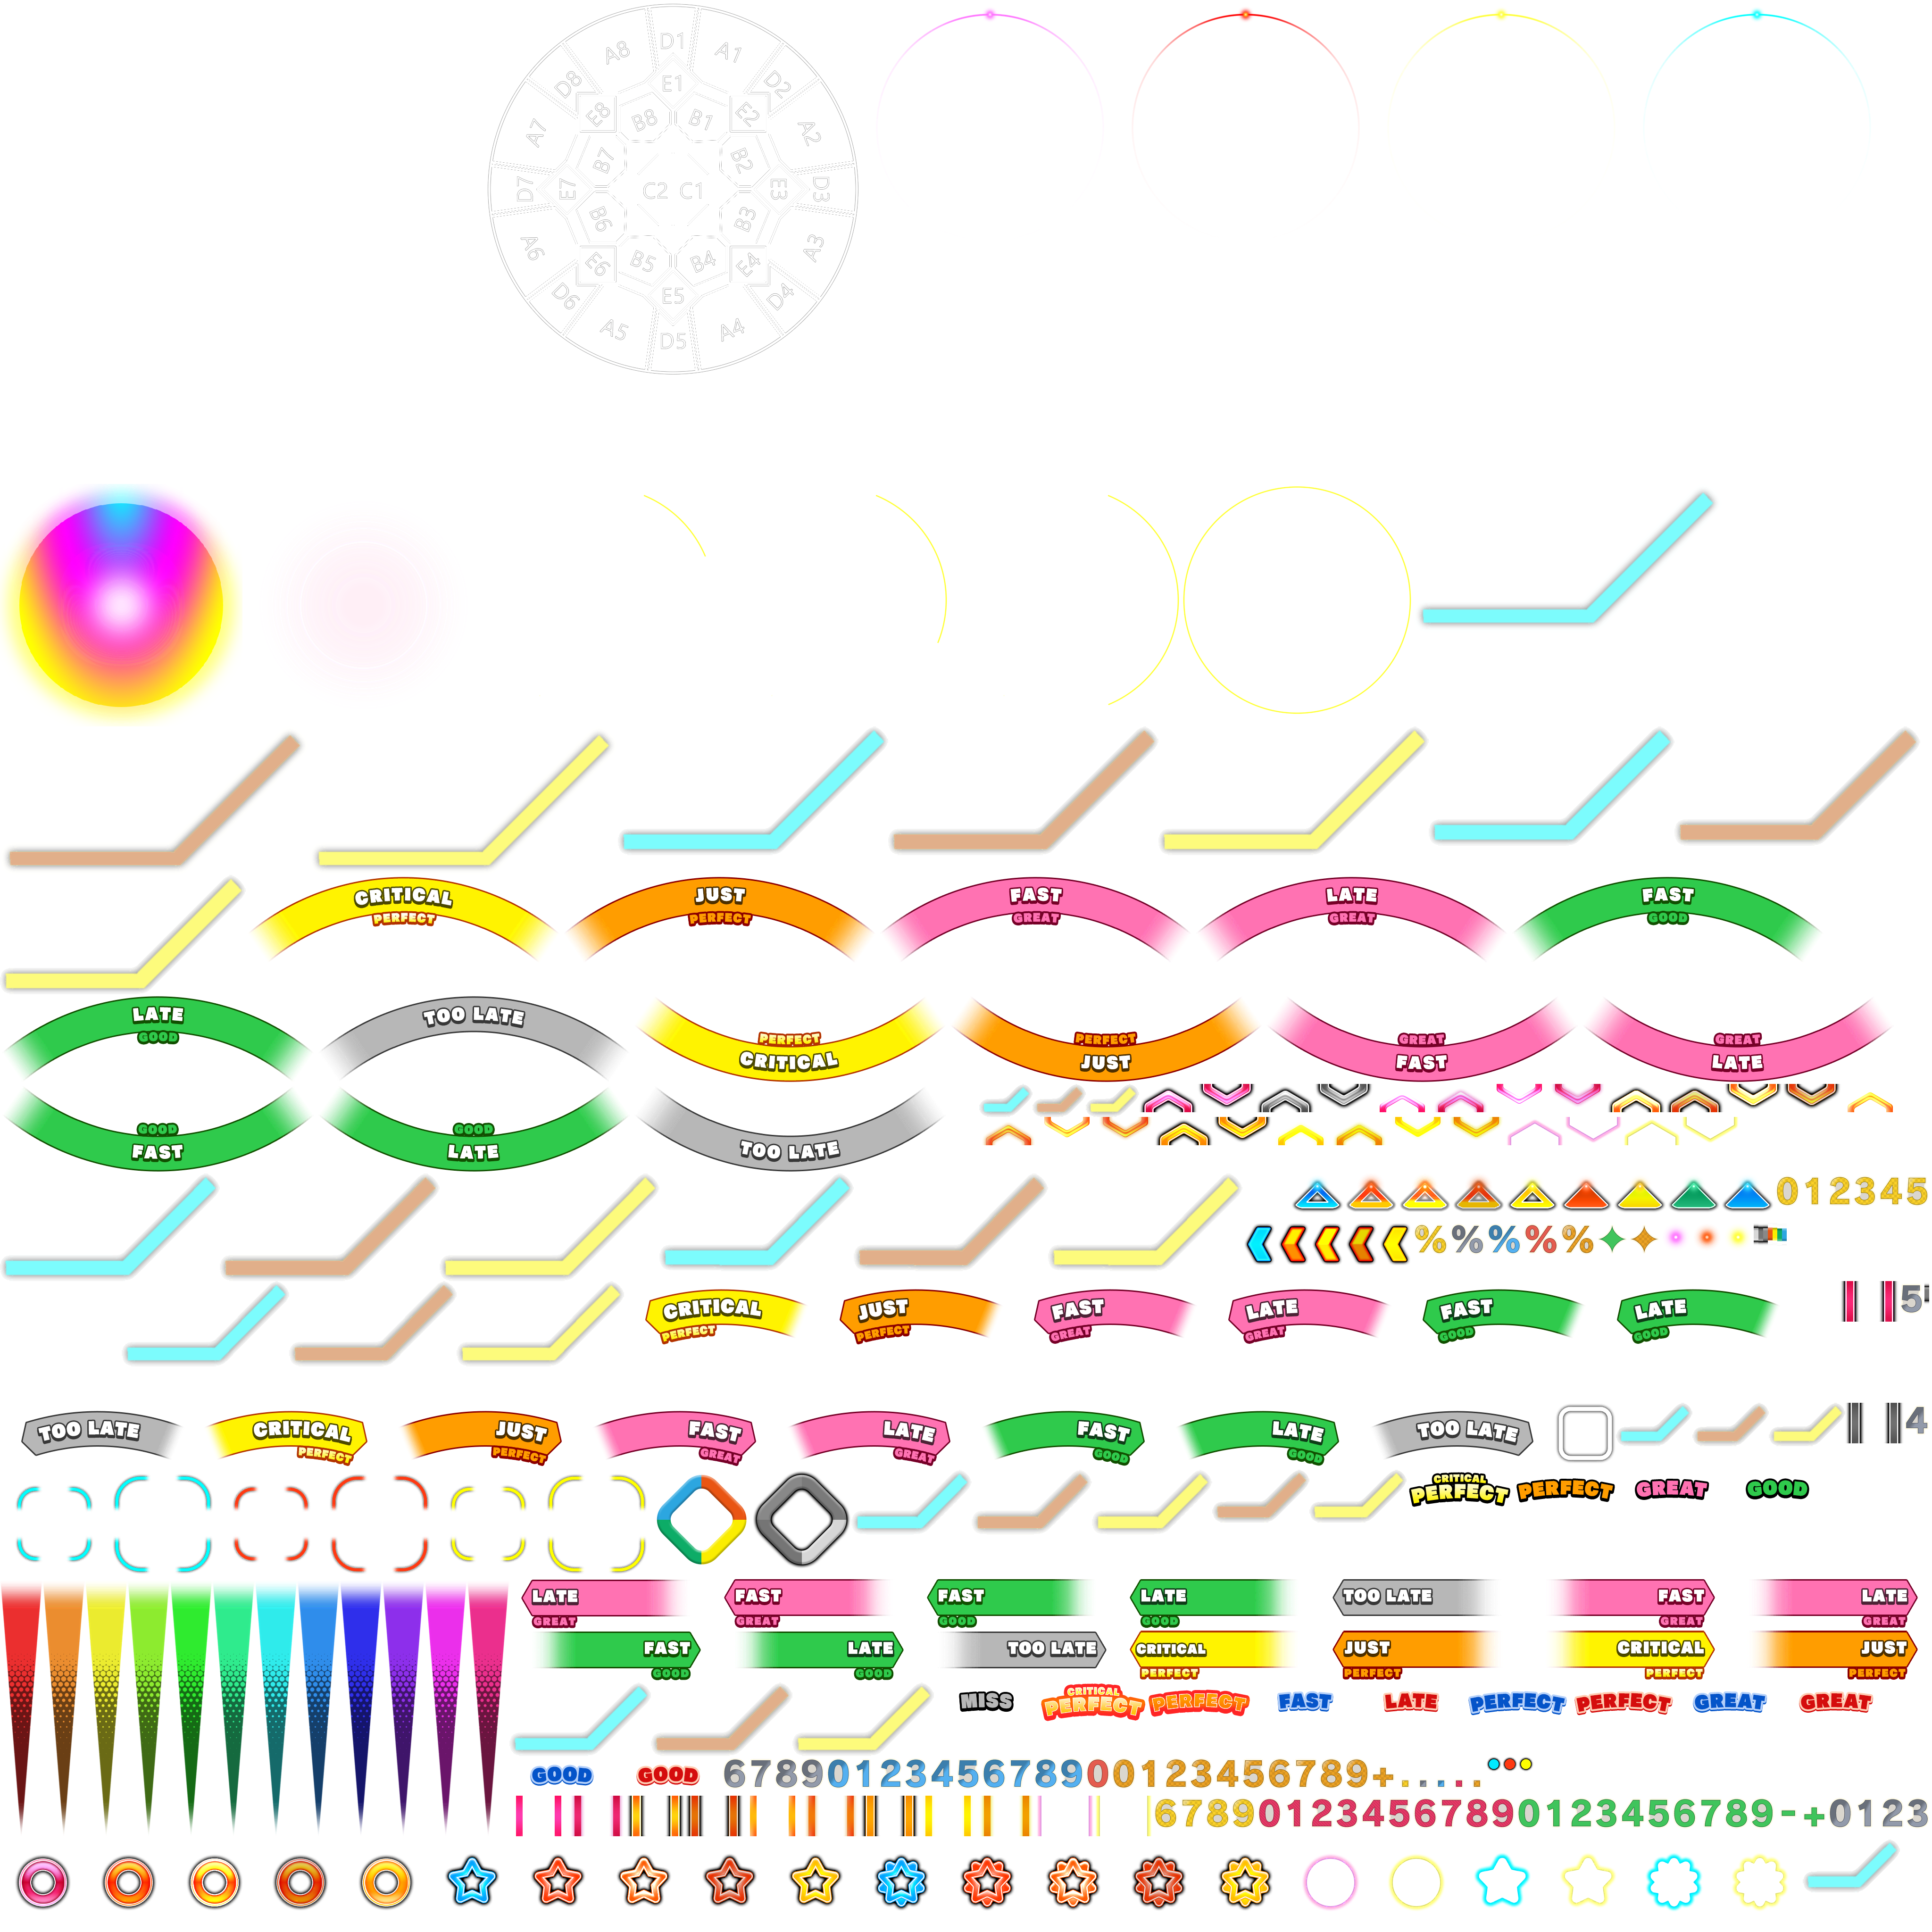 A8 D1 A1
D8 E1 D2
A7 E8 B8 B1 E2 A2
B7 B2
D7 E7 C2 C1 E3 D3
B6 B3
A6 E6 B5 B4 E4 A3
D6 E5 D4
A5 D5 A4
CRITICAL JUST FAST LATE FAST
PERFECT PERFECT GREAT GREAT GOOD
LATE TOO LATE PERFECT PERFECT GREAT GREAT
GOOD CRITICAL JUST FAST LATE
GOOD GOOD
FAST LATE TOO LATE
012345
%%%%%
CRITICAL JUST FAST LATE FAST LATE 5
PERFECT PERFECT GREAT GREAT GOOD GOOD
TOO LATE CRITICAL JUST FAST LATE FAST LATE TOO LATE 4
PERFECT PERFECT GREAT GREAT GOOD GOOD
CRITICAL
PERFECT PERFECT GREAT GOOD
LATE FAST FAST LATE TOO LATE FAST LATE
GREAT GREAT GOOD GOOD GREAT GREAT
FAST LATE TOO LATE CRITICAL JUST CRITICAL JUST
GOOD GOOD PERFECT PERFECT PERFECT PERFECT
MISS CRITICAL PERFECT PERFECT FAST LATE PERFECT PERFECT GREAT GREAT
GOOD GOOD 6789012345678900123456789+.....
678901234567890123456789-+0123